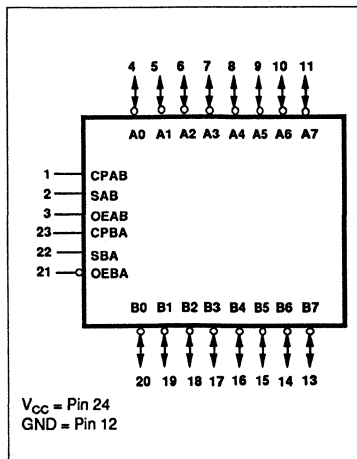 4 5 6 7 8 9 10 11
A0 A1 A2 A3 A4 A5 A6 A7
1 CPAB
2 SAB
3 OEAB
23 CPBA
22 SBA
21 OEBA
B0 B1 B2 B3 B4 B5 B6 B7
20 19 18 17 16 15 14 13
VCC = Pin 24
GND = Pin 12